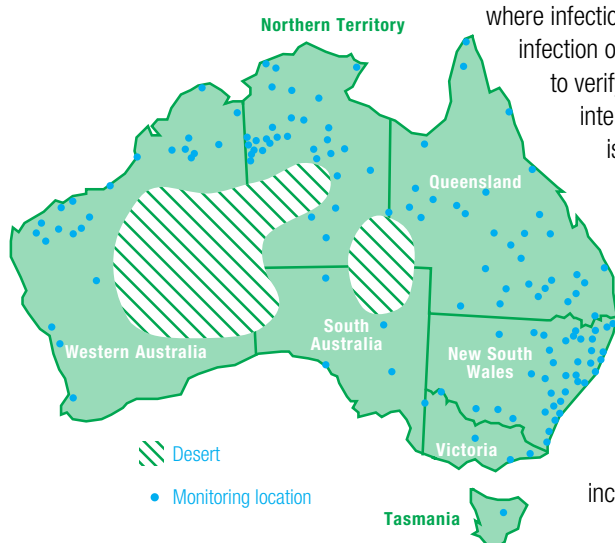 where infectio
infection o
to verif
inte
is
Northern Territory
Queensland
Western Australia
South
Australia
New South
Wales
Victoria
Desert
Monitoring location
Tasmania
inc